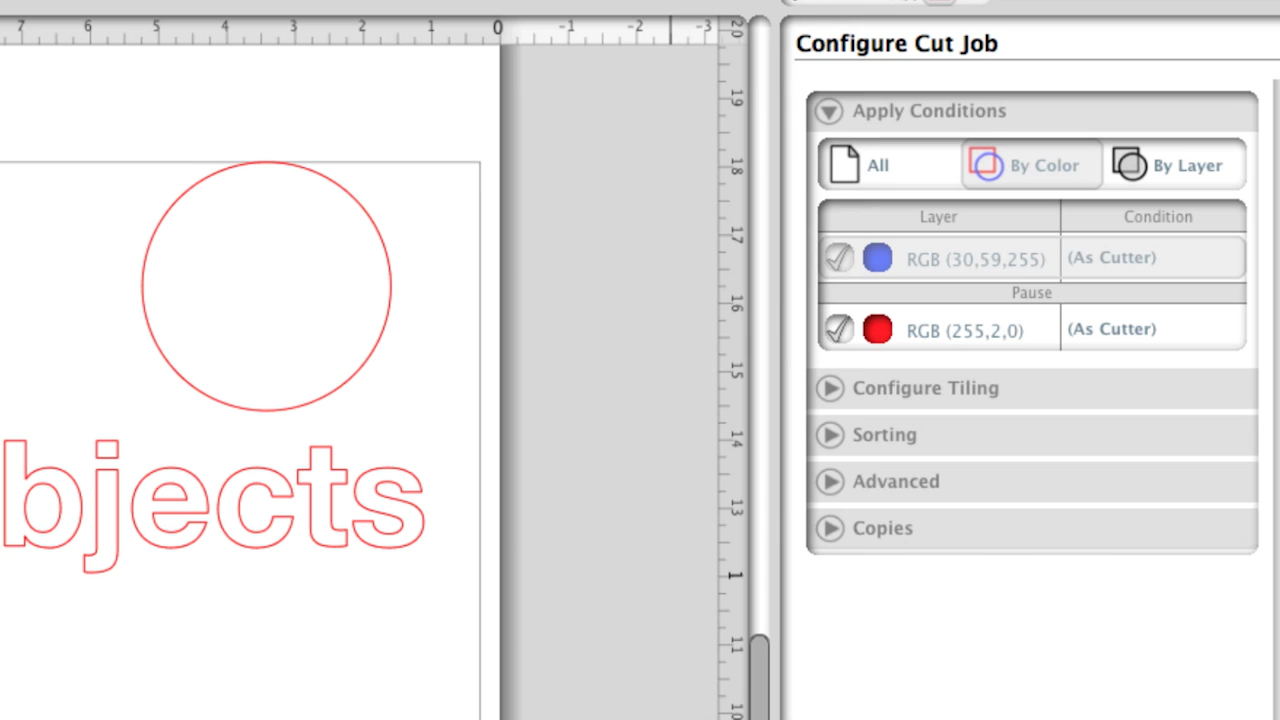 7 6 5 4 3 2 1 0 -1 -2 -3
20
19
18
17
16
15
14
13
1
11
10
bjects
Configure Cut Job
Apply Conditions
All By Color By Layer
Layer Condition
RGB (30,59,255) (As Cutter)
Pause
RGB (255,2,0) (As Cutter)
Configure Tiling
Sorting
Advanced
Copies